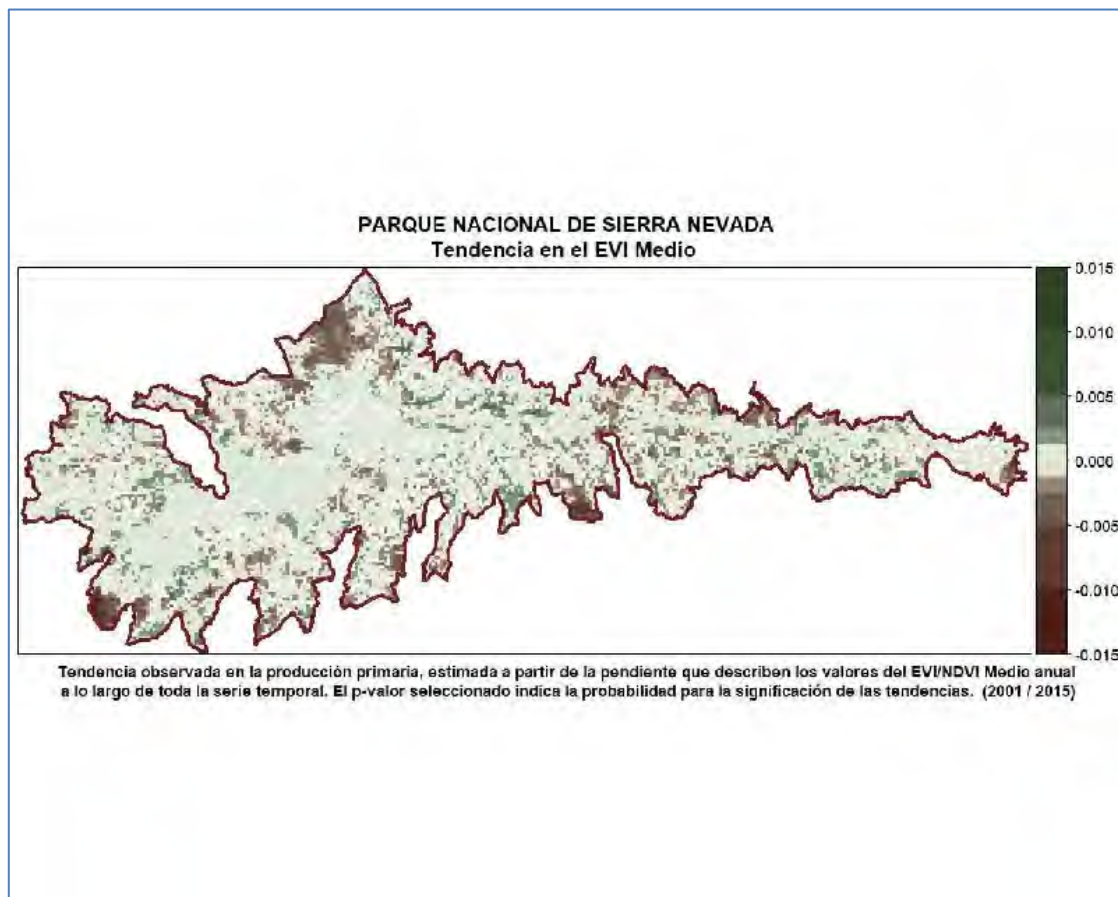 PARQUE NACIONAL DE SIERRA NEVADA
Tendencia en el EVI Medio
0.015
0.010
0.005
0.000
-0.005
-0.010
-0.015
Tendencia observada en la producción primaria, estimada a partir de la pendiente que describen los valores del EVI/NDVI Medio anual
a lo largo de toda la serie temporal. El p-valor seleccionado indica la probabilidad para la significación de las tendencias. (2001 / 2015)